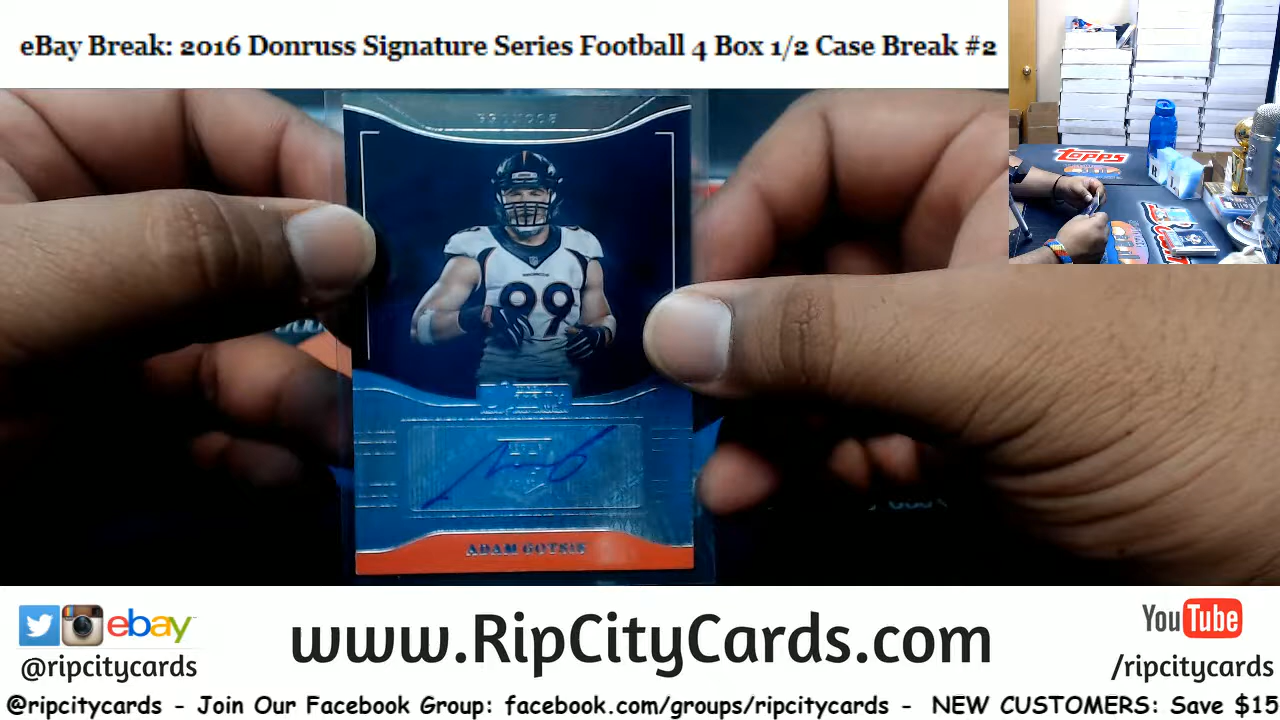 eBay Break: 2016 Donruss Signature Series Football 4 Box 1/2 Case Break #2
BRONCOS
Topps
99
ADAM GOTSIS
ebay
www.RipCityCards.com
YouTube
@ripcitycards
/ripcitycards
@ripcitycards - Join Our Facebook Group: facebook.com/groups/ripcitycards - NEW CUSTOMERS: Save $15